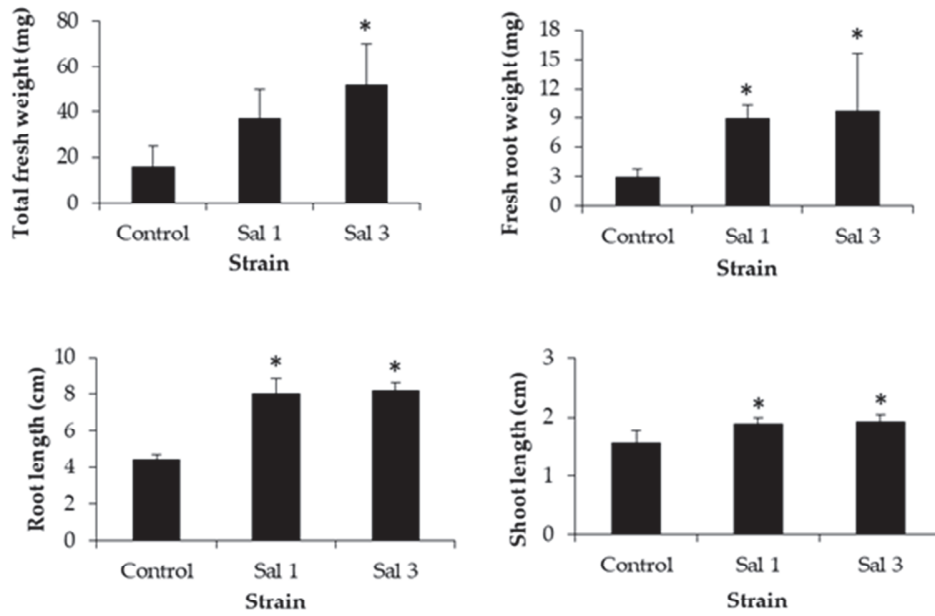 Total fresh weight (mg)
80
60
40
20
0
*
Control Sal 1 Sal 3
Strain
Fresh root weight (mg)
18
15
12
9
6
3
0
* *
Control Sal 1 Sal 3
Strain
Root length (cm)
10
8
6
4
2
0
* *
Control Sal 1 Sal 3
Strain
Shoot length (cm)
3
2
1
0
* *
Control Sal 1 Sal 3
Strain